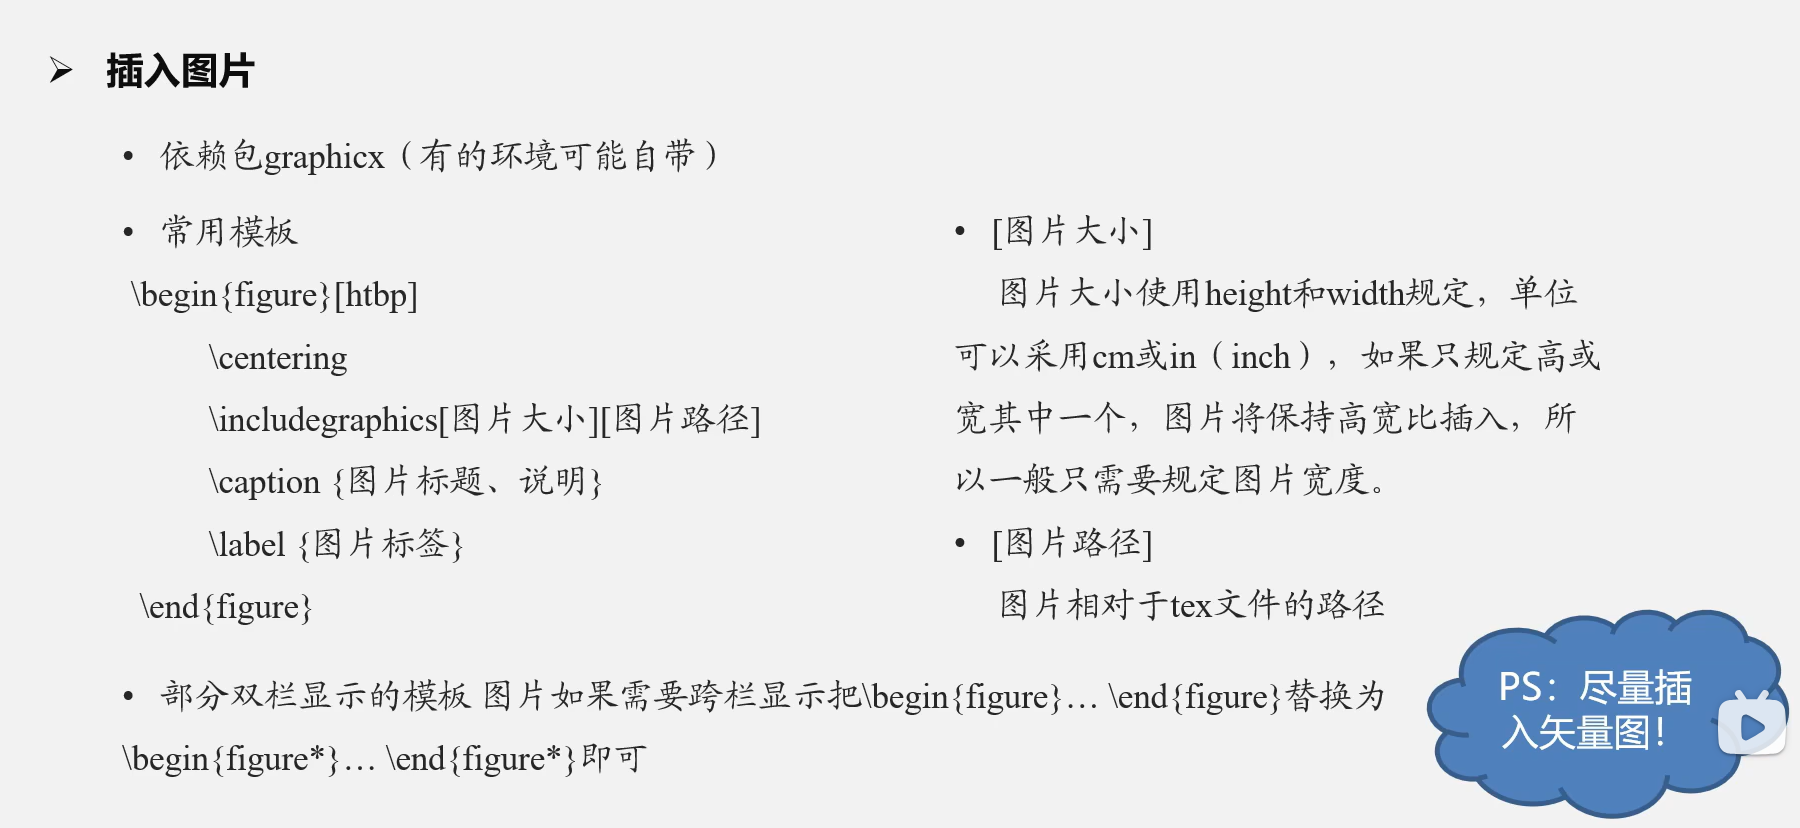 插入图片
• 依赖包graphicx（有的环境可能自带）
• 常用模板
\begin{figure}[htbp]
\centering
\includegraphics[图片大小][图片路径]
\caption {图片标题、说明}
\label {图片标签}
\end{figure}
• [图片大小]
图片大小使用height和width规定，单位
可以采用cm或in（inch），如果只规定高或
宽其中一个，图片将保持高宽比插入，所
以一般只需要规定图片宽度。
• [图片路径]
图片相对于tex文件的路径
• 部分双栏显示的模板 图片如果需要跨栏显示把\begin{figure}… \end{figure}替换为
\begin{figure*}… \end{figure*}即可
PS：尽量插
入矢量图！